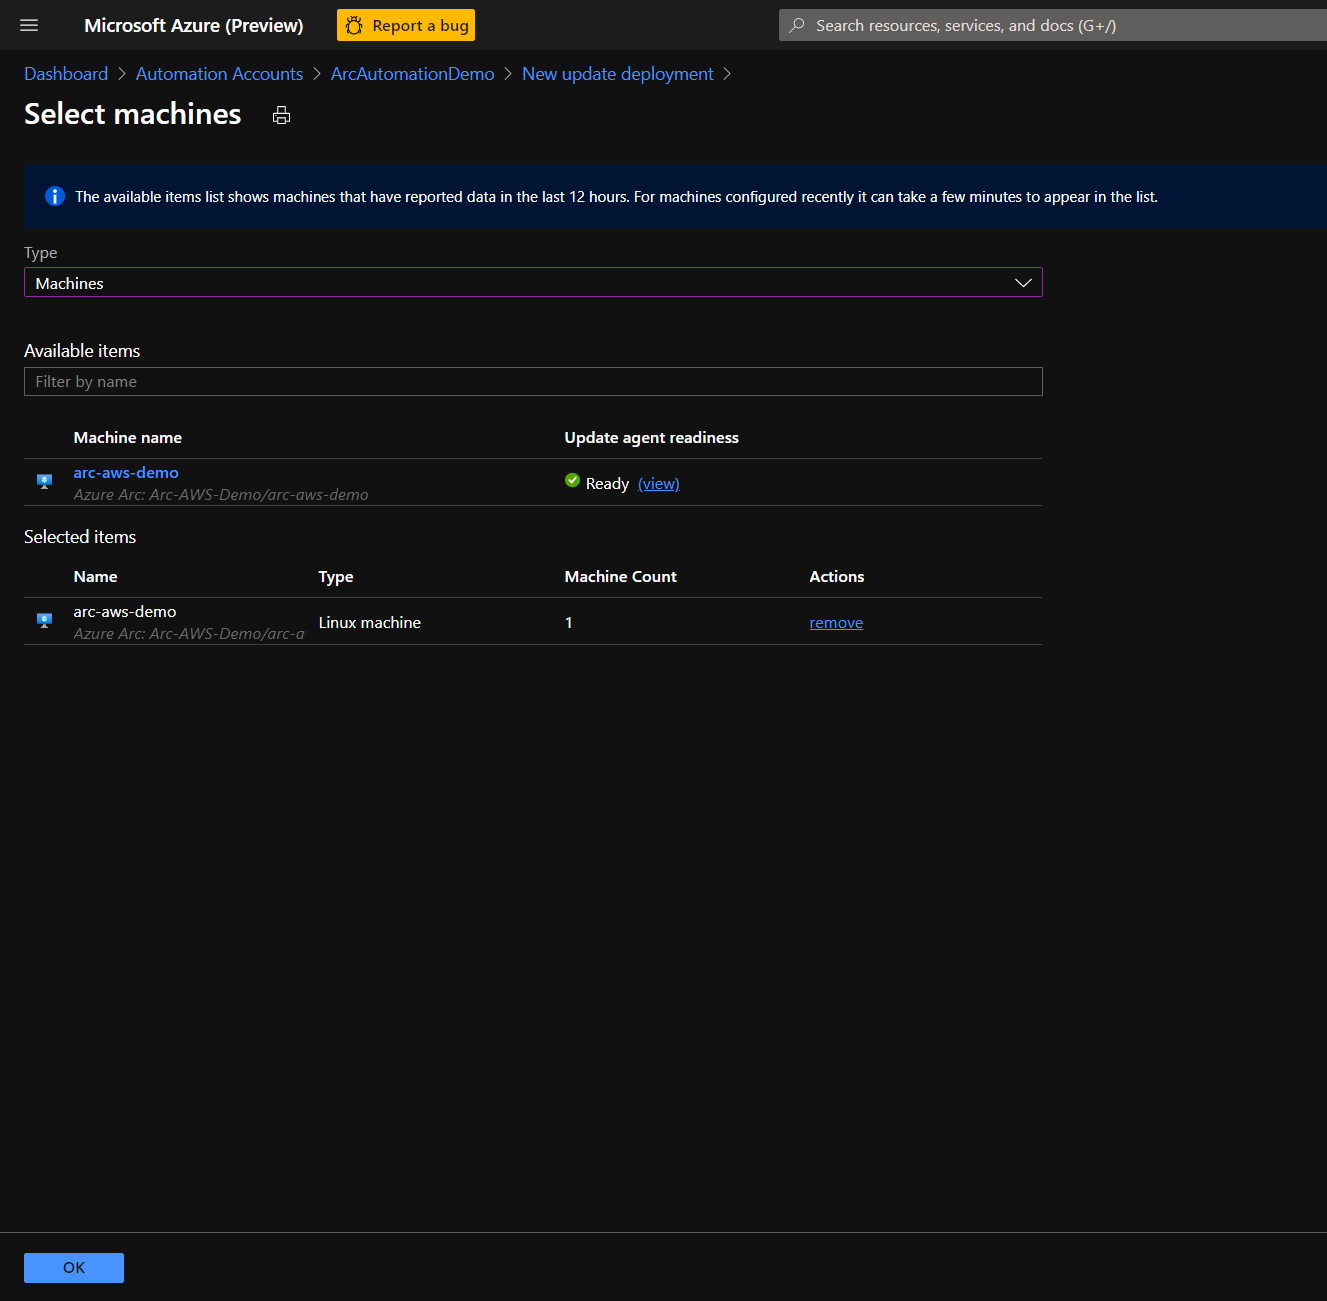 Microsoft Azure (Preview)
Report a bug
Search resources, services, and docs (G+/)
Dashboard > Automation Accounts > ArcAutomationDemo > New update deployment >
Select machines
The available items list shows machines that have reported data in the last 12 hours. For machines configured recently it can take a few minutes to appear in the list.
Type
Machines
Available items
Filter by name
Machine name Update agent readiness
arc-aws-demo
Azure Arc: Arc-AWS-Demo/arc-aws-demo
Ready (view)
Selected items
Name Type Machine Count Actions
arc-aws-demo
Azure Arc: Arc-AWS-Demo/arc-a
Linux machine 1 remove
OK